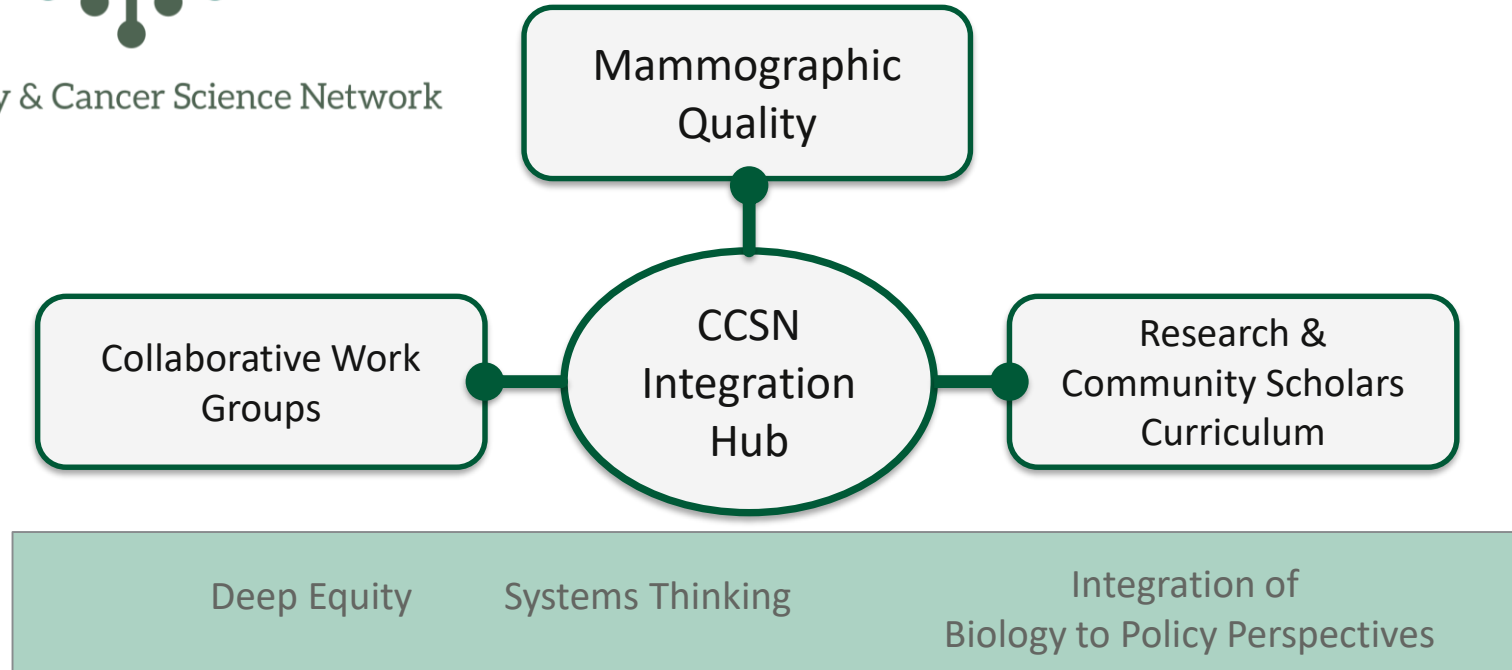 & Cancer Science Network
Mammographic
Quality
Collaborative Work
Groups
CCSN
Integration
Hub
Research &
Community Scholars
Curriculum
Deep Equity
Systems Thinking
Integration of
Biology to Policy Perspectives